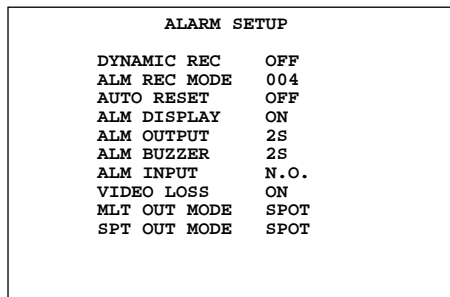 ALARM SETUP
DYNAMIC REC OFF
ALM REC MODE 004
AUTO RESET OFF
ALM DISPLAY ON
ALM OUTPUT 2S
ALM BUZZER 2S
ALM INPUT N.O.
VIDEO LOSS ON
MLT OUT MODE SPOT
SPT OUT MODE SPOT